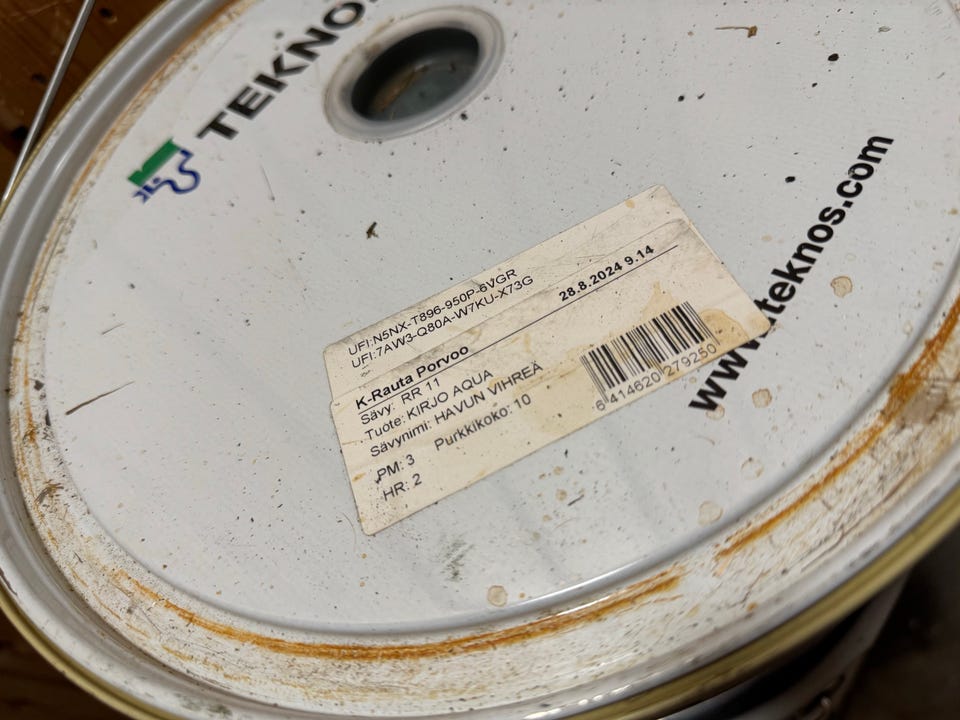 TEKNOS
UFI:N5NX-T896-950P-6VGR
UFI:7AW3-Q80A-W7KU-X73G
28.8.2024 9.14
K-Rauta Porvoo
Sävy: RR 11
Tuote: KIRJO AQUA
Sävynimi: HAVUN VIHREÄ
PM: 3 Purkkikoko: 10
HR: 2
6 414620 279250
www.teknos.com